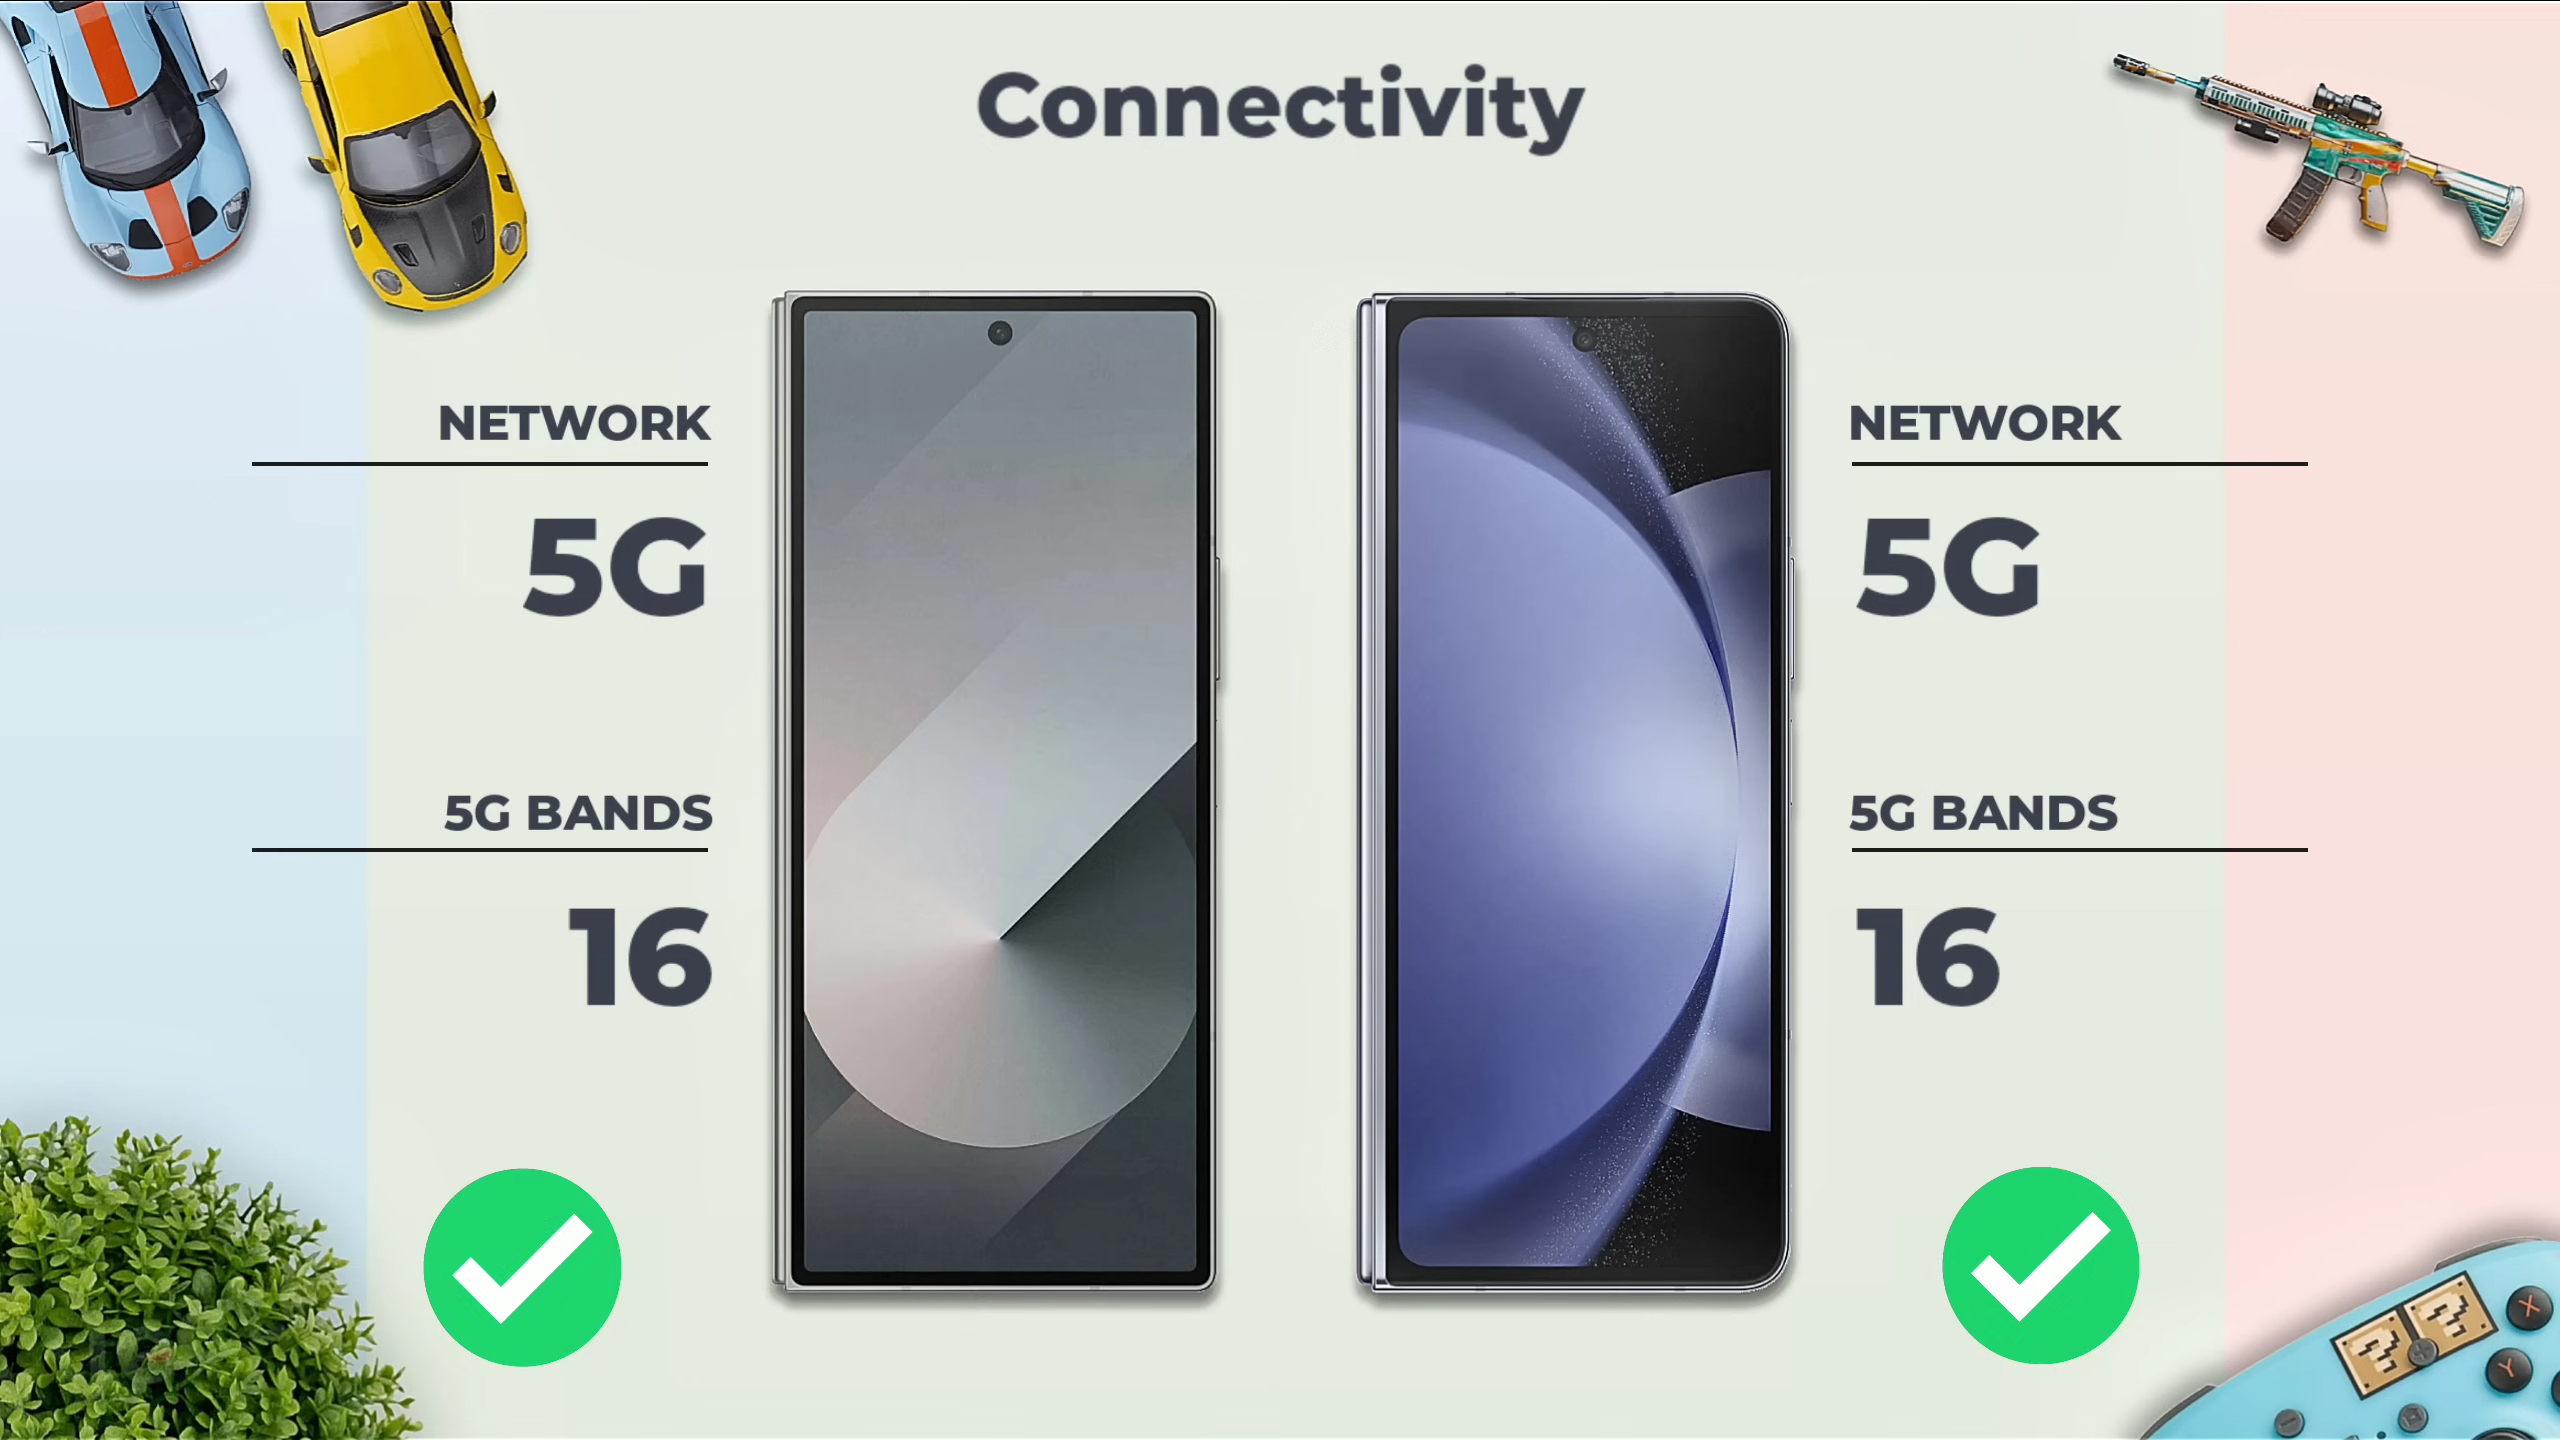 Connectivity
NETWORK
5G
5G BANDS
16
NETWORK
5G
5G BANDS
16
X
Y